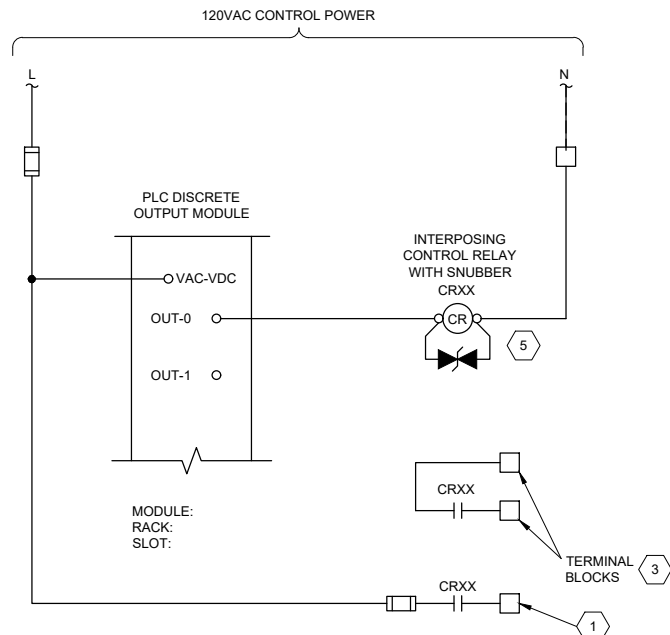 120VAC CONTROL POWER
L
N
PLC DISCRETE
OUTPUT MODULE
INTERPOSING
CONTROL RELAY
WITH SNUBBER
CRXX
VAC-VDC
OUT-0
CR
5
OUT-1
CRXX
MODULE:
RACK:
SLOT:
TERMINAL
BLOCKS
3
CRXX
1